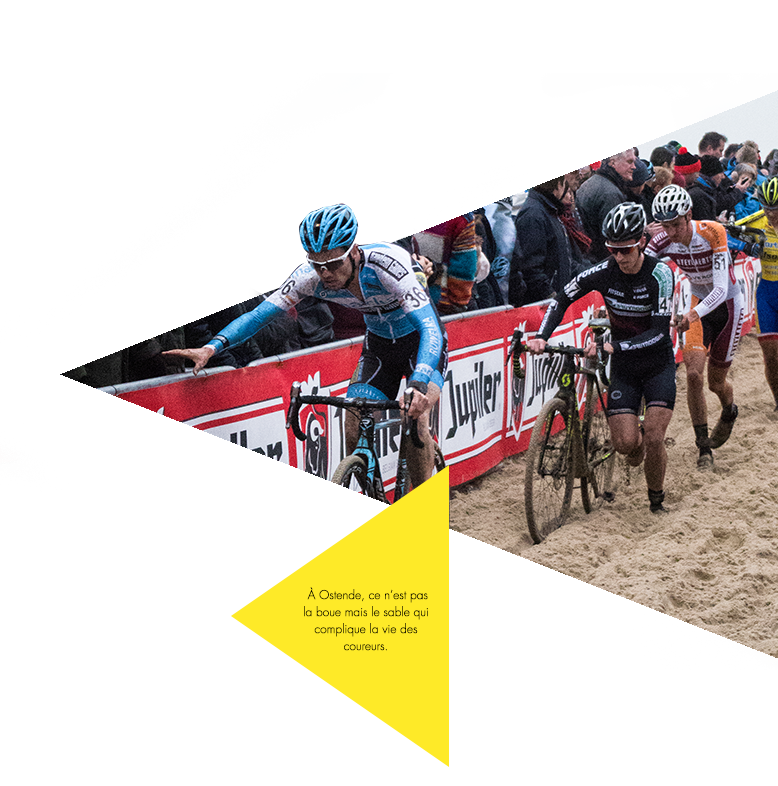 36
FORCE
51
Jupiler
Jupiler
Jupiler
À Ostende, ce n’est pas
la boue mais le sable qui
complique la vie des
coureurs.